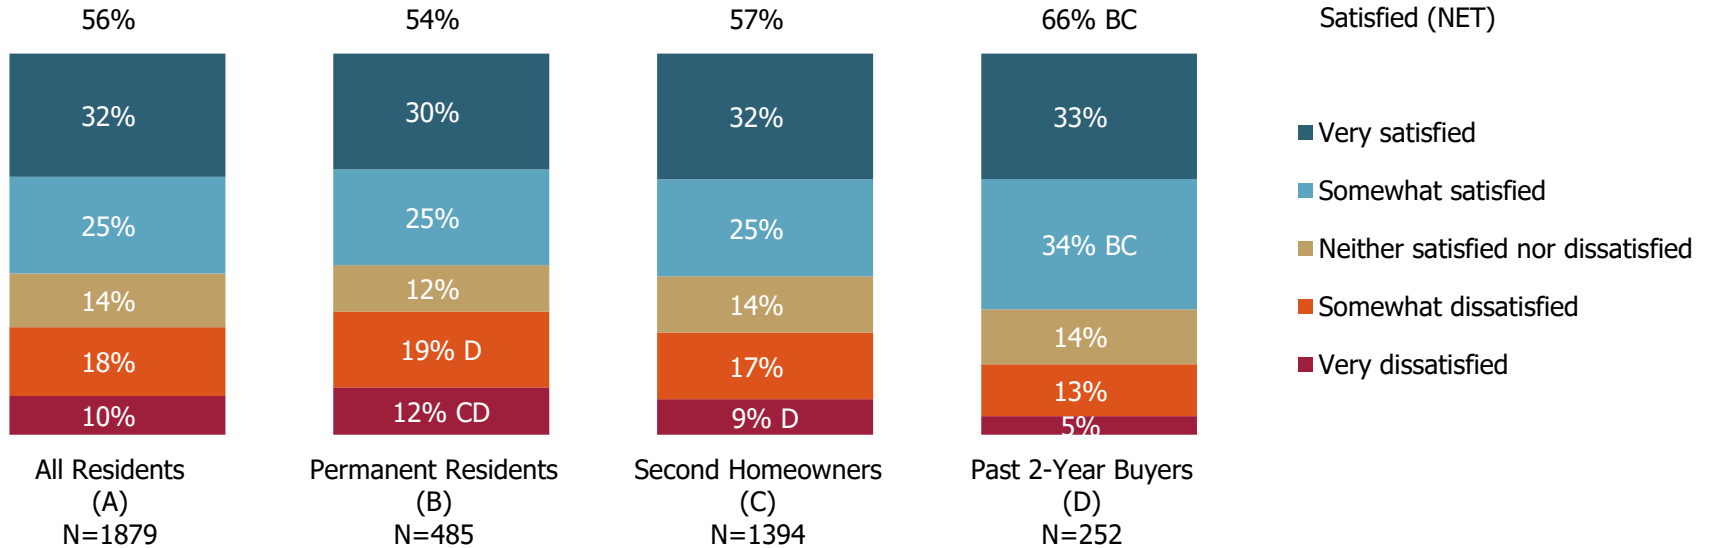 56% 54% 57% 66% BC Satisfied (NET)
32% 30% 32% 33%
25% 25% 25% 34% BC
14% 12% 14% 14%
18% 19% D 17% 13%
10% 12% CD 9% D 5%
Very satisfied
Somewhat satisfied
Neither satisfied nor dissatisfied
Somewhat dissatisfied
Very dissatisfied
All Residents Permanent Residents Second Homeowners Past 2-Year Buyers
(A) (B) (C) (D)
N=1879 N=485 N=1394 N=252